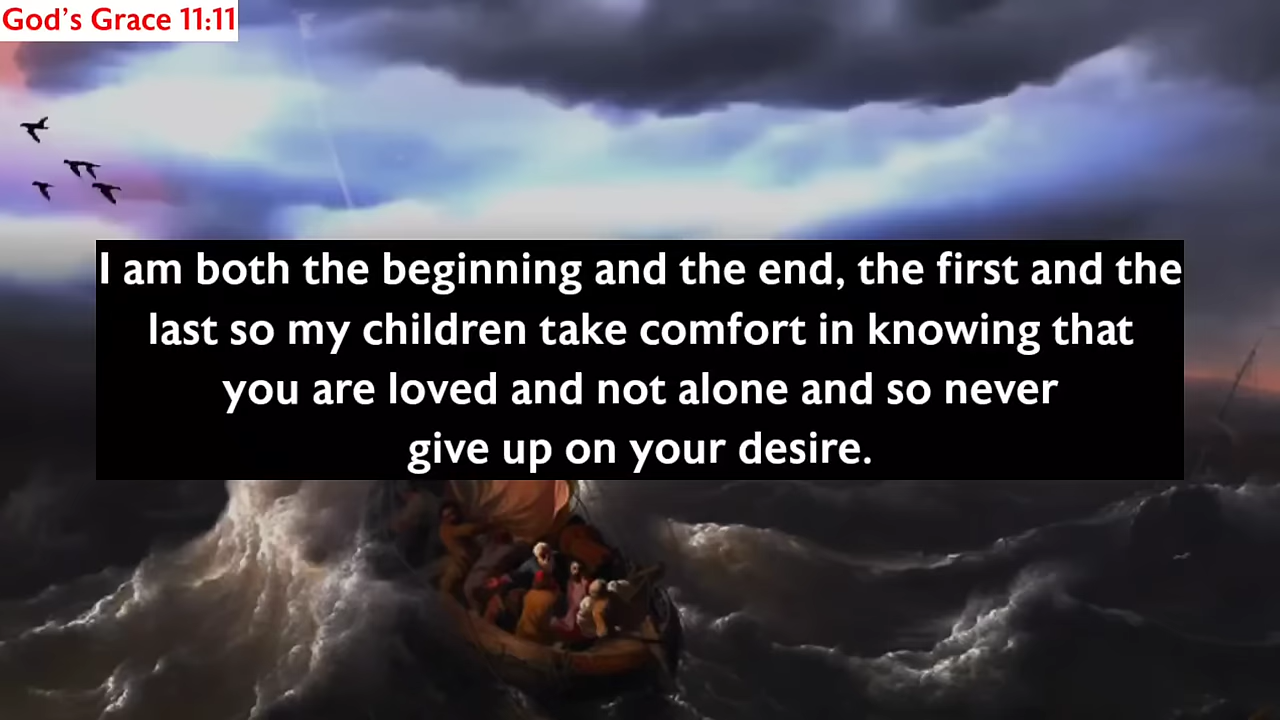 God's Grace 11:11
I am both the beginning and the end, the first and the
last so my children take comfort in knowing that
you are loved and not alone and so never
give up on your desire.